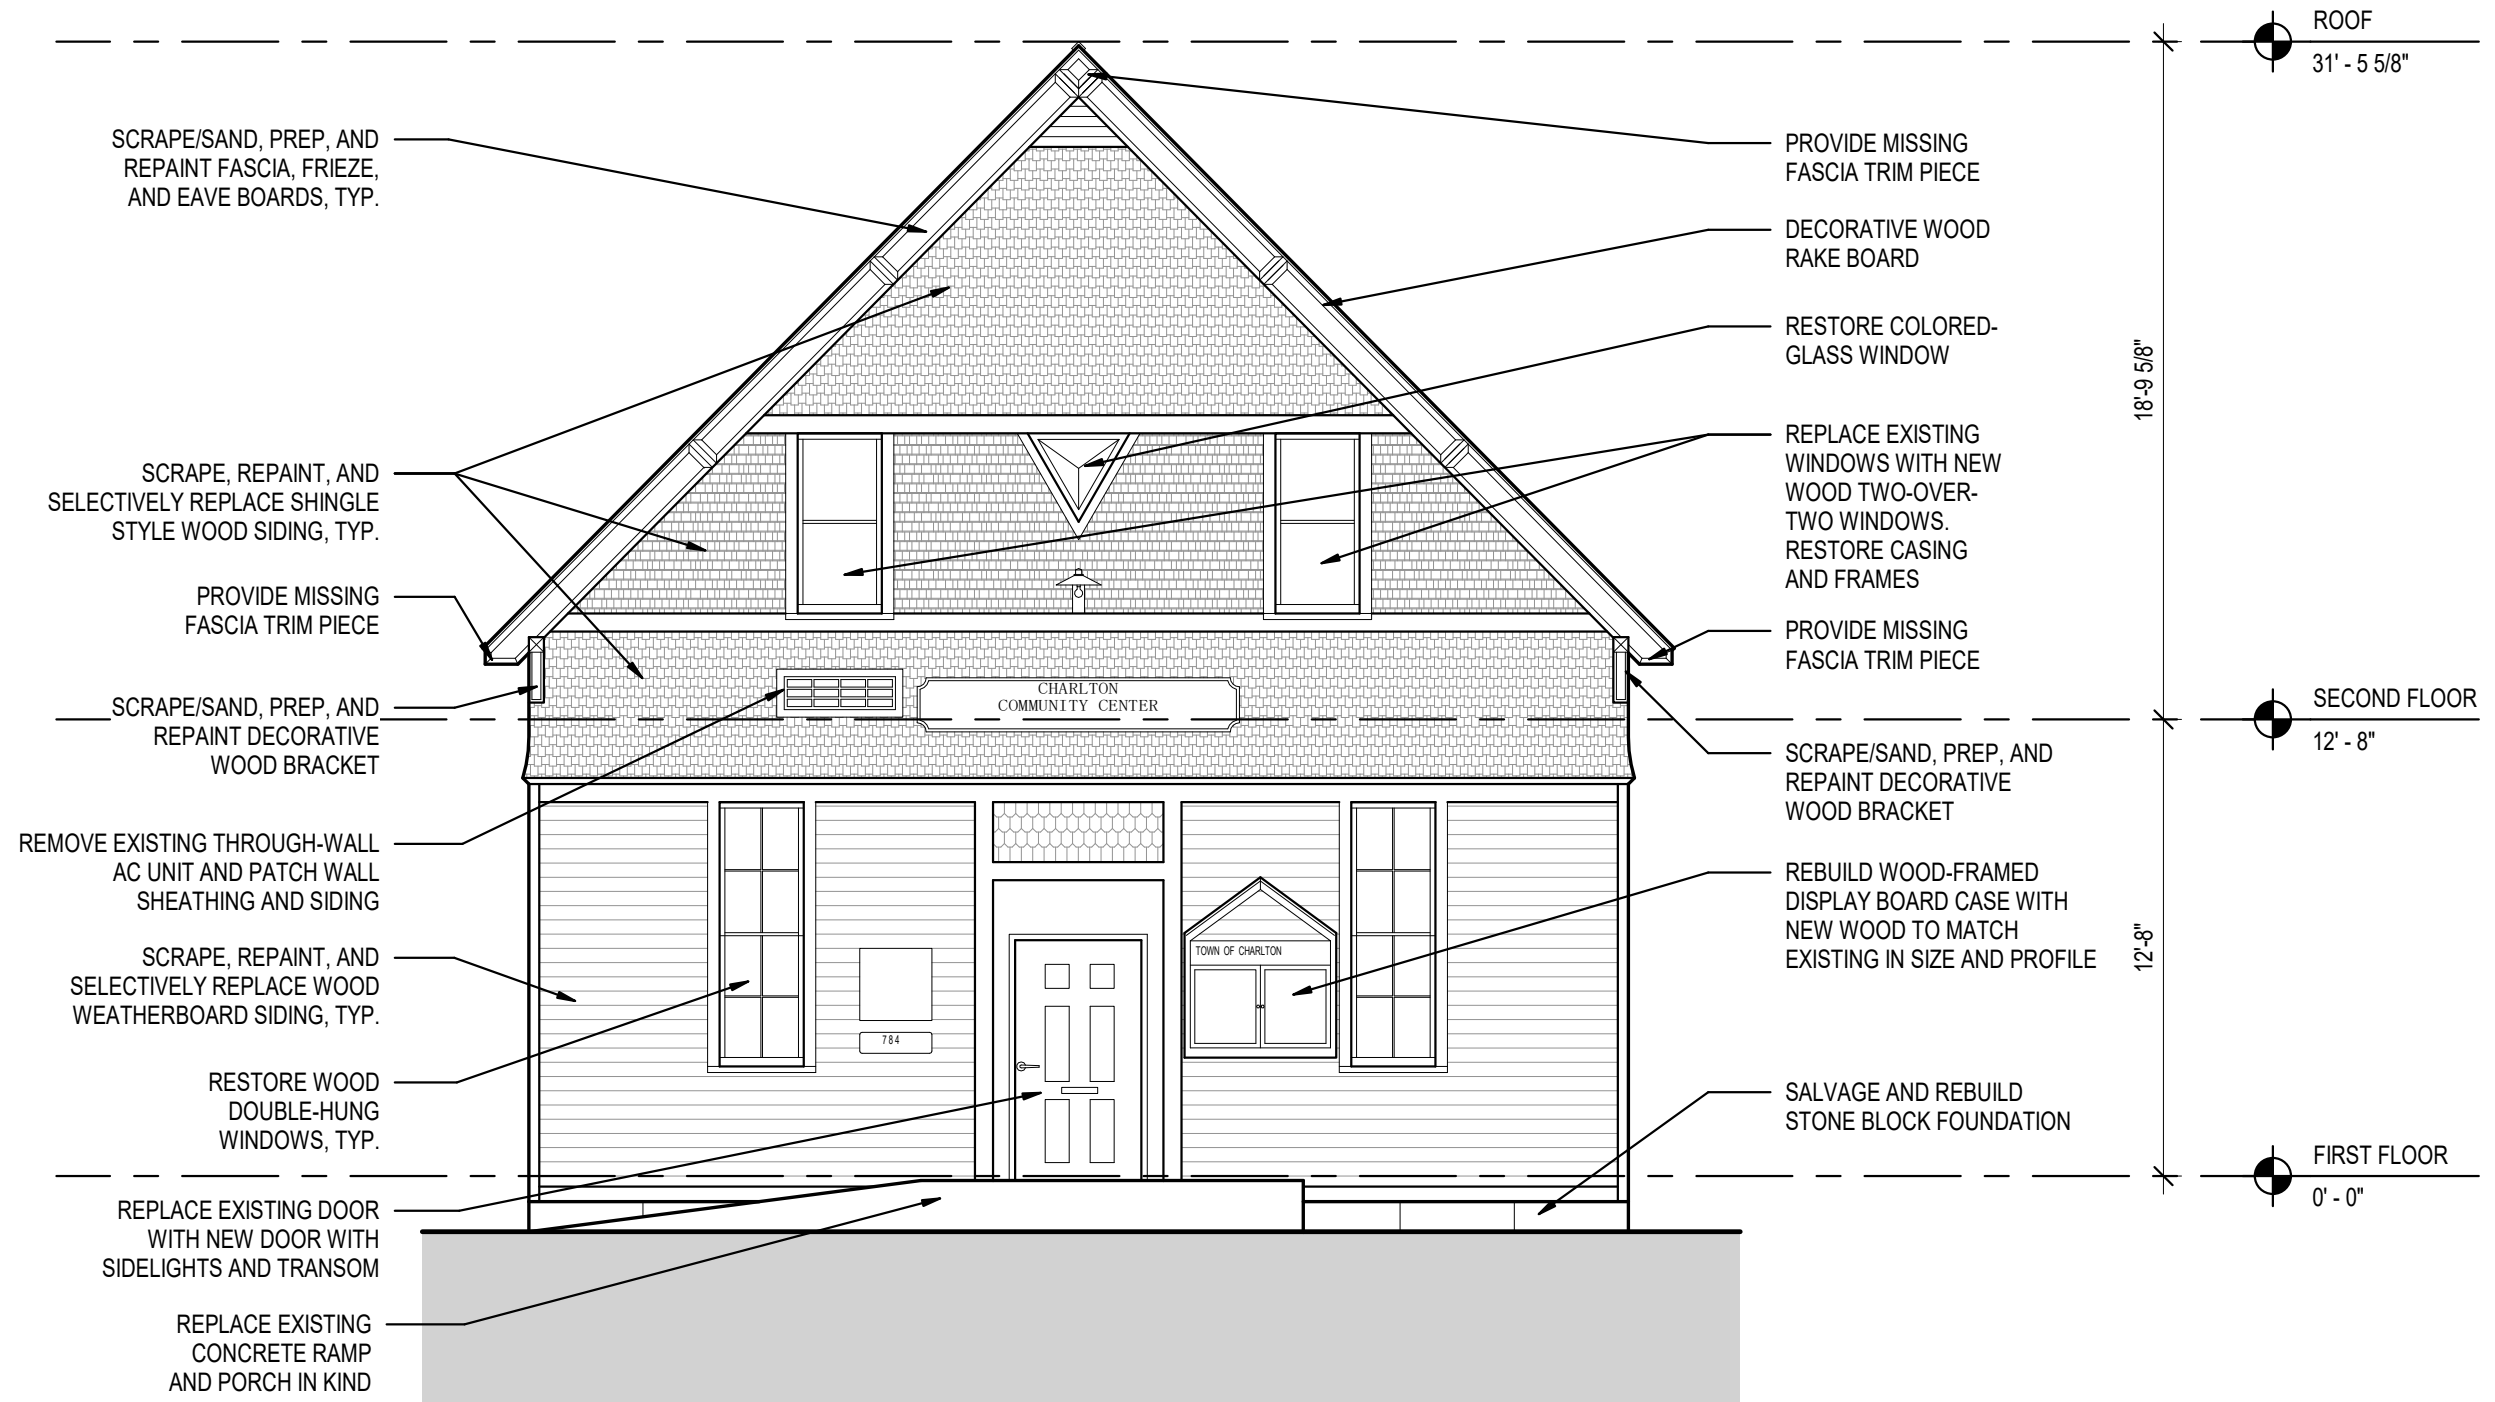 ROOF
31' - 5 5/8"
SCRAPE/SAND, PREP, AND
REPAINT FASCIA, FRIEZE,
AND EAVE BOARDS, TYP.
SCRAPE, REPAINT, AND
SELECTIVELY REPLACE SHINGLE
STYLE WOOD SIDING, TYP.
PROVIDE MISSING
FASCIA TRIM PIECE
SCRAPE/SAND, PREP, AND
REPAINT DECORATIVE
WOOD BRACKET
REMOVE EXISTING THROUGH-WALL
AC UNIT AND PATCH WALL
SHEATHING AND SIDING
SCRAPE, REPAINT, AND
SELECTIVELY REPLACE WOOD
WEATHERBOARD SIDING, TYP.
RESTORE WOOD
DOUBLE-HUNG
WINDOWS, TYP.
REPLACE EXISTING DOOR
WITH NEW DOOR WITH
SIDELIGHTS AND TRANSOM
REPLACE EXISTING
CONCRETE RAMP
AND PORCH IN KIND
CHARLTON
COMMUNITY CENTER
TOWN OF CHARLTON
784
PROVIDE MISSING
FASCIA TRIM PIECE
DECORATIVE WOOD
RAKE BOARD
RESTORE COLORED-
GLASS WINDOW
REPLACE EXISTING
WINDOWS WITH NEW
WOOD TWO-OVER-
TWO WINDOWS.
RESTORE CASING
AND FRAMES
PROVIDE MISSING
FASCIA TRIM PIECE
SCRAPE/SAND, PREP, AND
REPAINT DECORATIVE
WOOD BRACKET
REBUILD WOOD-FRAMED
DISPLAY BOARD CASE WITH
NEW WOOD TO MATCH
EXISTING IN SIZE AND PROFILE
SALVAGE AND REBUILD
STONE BLOCK FOUNDATION
18'-9 5/8"
12'-8"
SECOND FLOOR
12' - 8"
FIRST FLOOR
0' - 0"